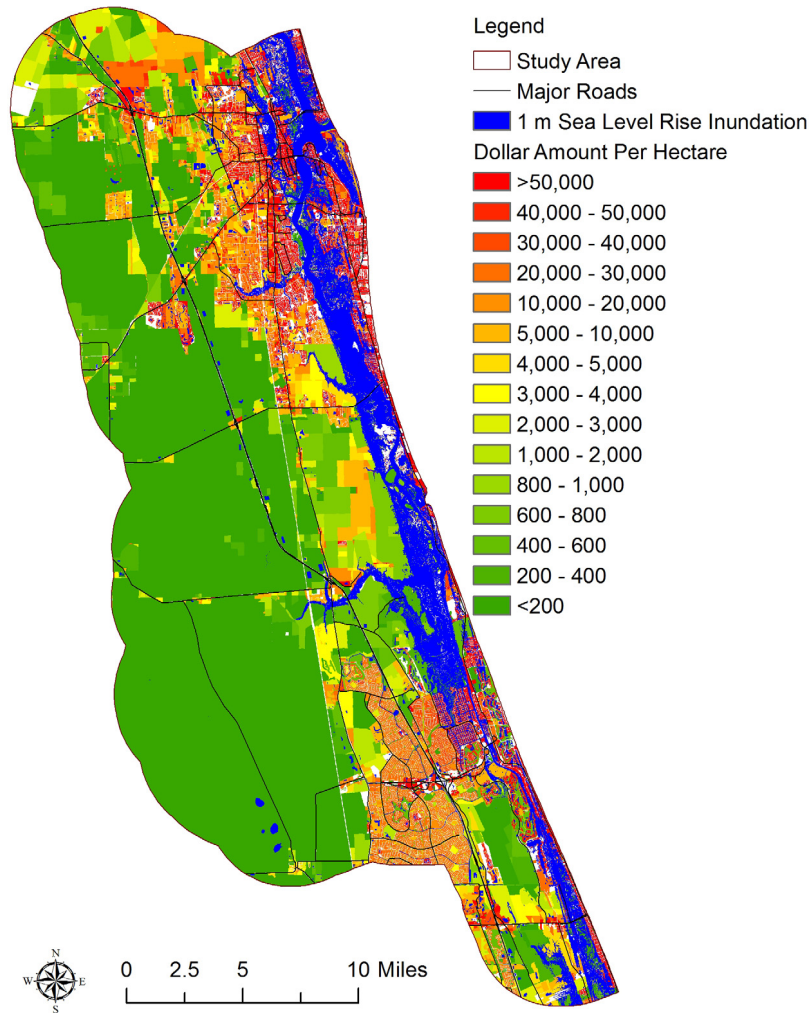 Legend
Study Area
Major Roads
1 m Sea Level Rise Inundation
Dollar Amount Per Hectare
>50,000
40,000 - 50,000
30,000 - 40,000
20,000 - 30,000
10,000 - 20,000
5,000 - 10,000
4,000 - 5,000
3,000 - 4,000
2,000 - 3,000
1,000 - 2,000
800 - 1,000
600 - 800
400 - 600
200 - 400
<200
N
W E
S
0 2.5 5 10 Miles